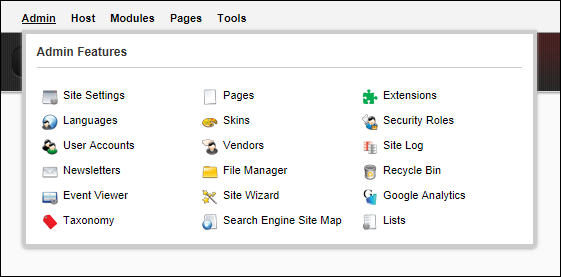 Admin Host Modules Pages Tools
Admin Features
Site Settings Pages Extensions
Languages Skins Security Roles
User Accounts Vendors Site Log
Newsletters File Manager Recycle Bin
Event Viewer Site Wizard Google Analytics
Taxonomy Search Engine Site Map Lists